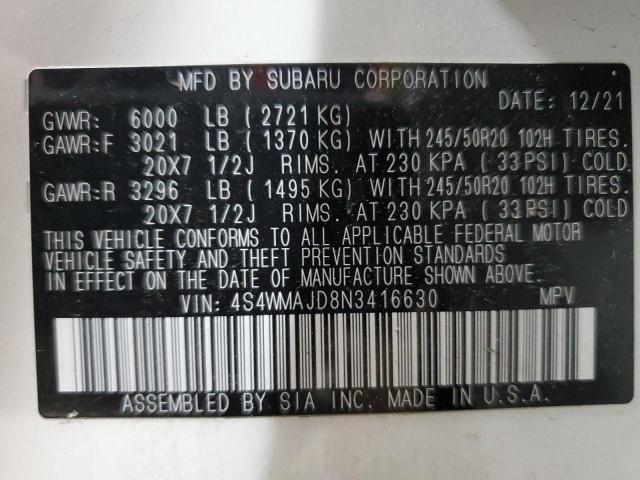 MFD BY SUBARU CORPORATION
DATE: 12/21
GVWR: 6000 LB (2721 KG)
GAWR:F 3021 LB (1370 KG) WITH 245/50R20 102H TIRES.
20X7 1/2J RIMS. AT 230 KPA (33 PSI) COLD.
GAWR:R 3296 LB (1495 KG) WITH 245/50R20 102H TIRES.
20X7 1/2J RIMS. AT 230 KPA (33 PSI) COLD
THIS VEHICLE CONFORMS TO ALL APPLICABLE FEDERAL MOTOR
VEHICLE SAFETY AND THEFT PREVENTION STANDARDS
IN EFFECT ON THE DATE OF MANUFACTURE SHOWN ABOVE.
VIN: 4S4WMAJD8N3416630 MPV
ASSEMBLED BY SIA INC. MADE IN U.S.A.